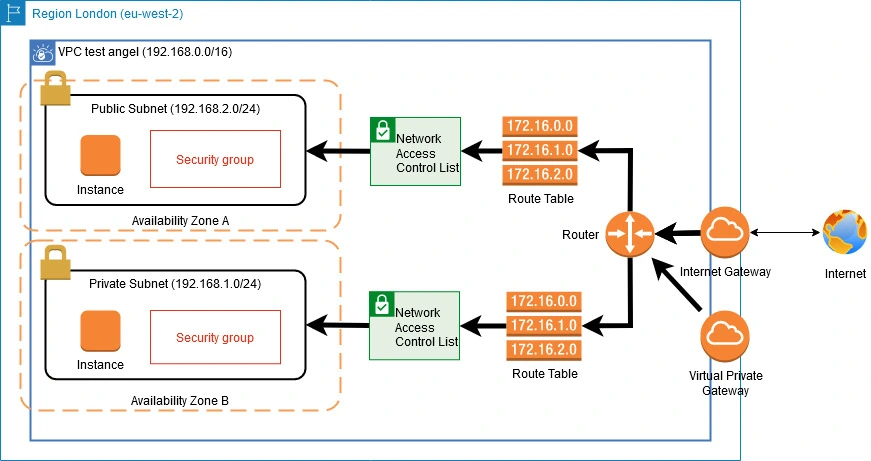 Region London (eu-west-2)
VPC test angel (192.168.0.0/16)
Public Subnet (192.168.2.0/24)
Instance
Security group
Availability Zone A
Network
Access
Control List
172.16.0.0
172.16.1.0
172.16.2.0
Route Table
Router
Internet Gateway
Internet
Private Subnet (192.168.1.0/24)
Instance
Security group
Availability Zone B
Network
Access
Control List
172.16.0.0
172.16.1.0
172.16.2.0
Route Table
Virtual Private
Gateway